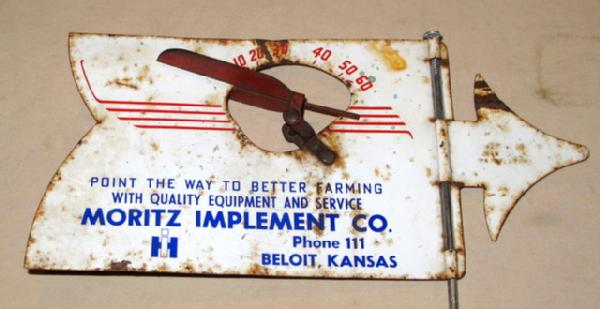 10 20 30 40 50 60
POINT THE WAY TO BETTER FARMING
WITH QUALITY EQUIPMENT AND SERVICE
MORITZ IMPLEMENT CO.
IH
Phone 111
BELOIT, KANSAS